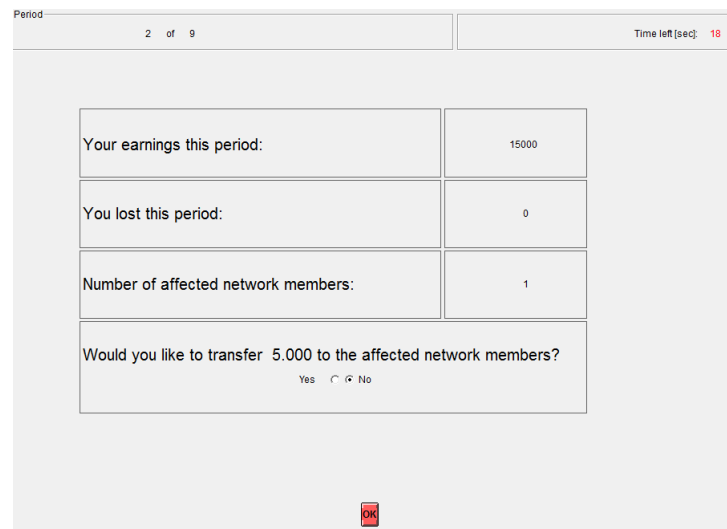 Period
2 of 9 Time left [sec]: 18
Your earnings this period: 15000
You lost this period: 0
Number of affected network members: 1
Would you like to transfer 5.000 to the affected network members?
Yes No
OK